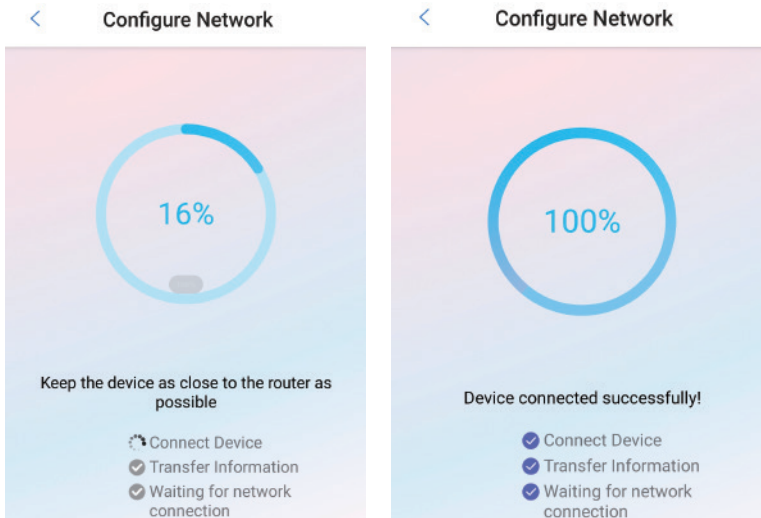 Configure Network
16%
Keep the device as close to the router as
possible
Connect Device
Transfer Information
Waiting for network
connection
Configure Network
100%
Device connected successfully!
Connect Device
Transfer Information
Waiting for network
connection